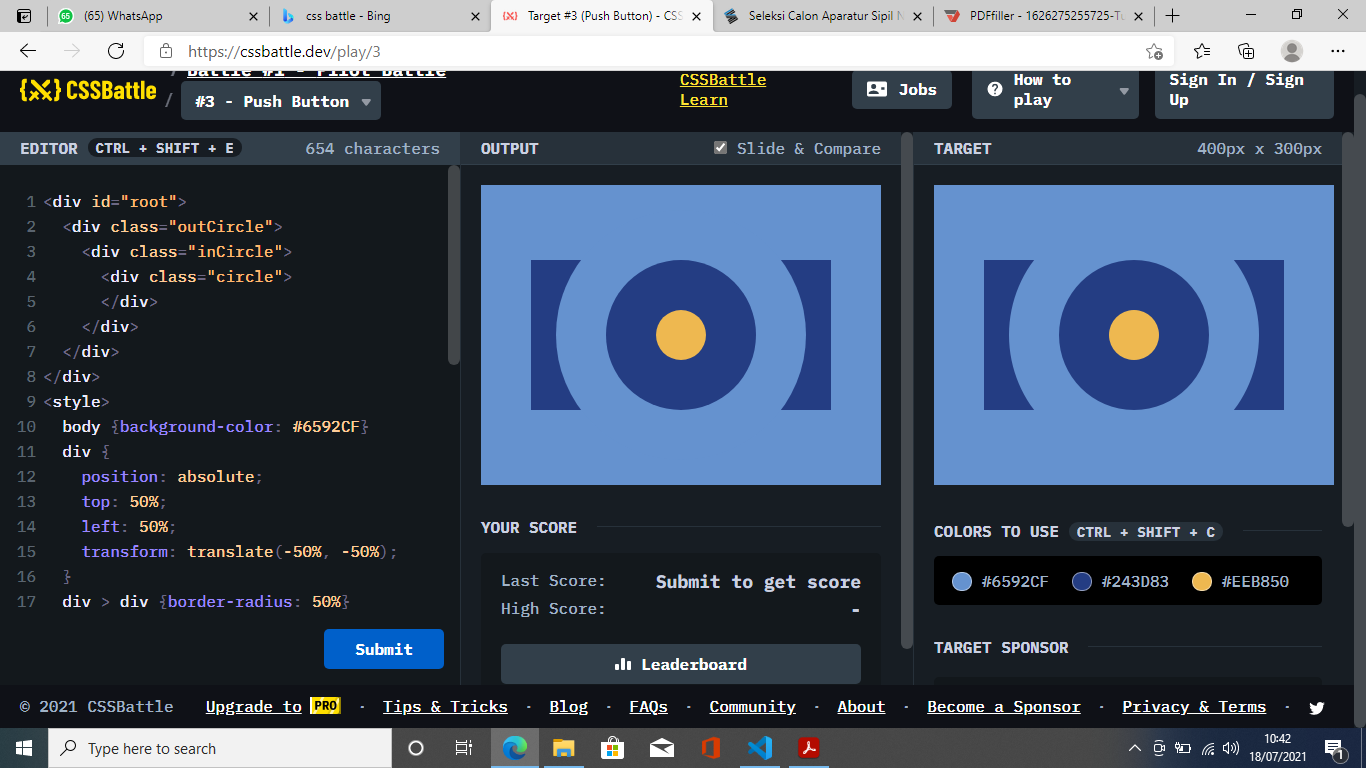 (65) WhatsApp
css battle - Bing
Target #3 (Push Button) - CSS
Seleksi Calon Aparatur Sipil N
PDFfiller - 1626275255725-Tu
https://cssbattle.dev/play/3
/ Battle #1 - Pilot Battle
{X} CSSBattle
/ #3 - Push Button
CSSBattle
Learn
Jobs
How to
play
Sign In / Sign
Up
EDITOR CTRL + SHIFT + E 654 characters
OUTPUT Slide & Compare
TARGET 400px x 300px
1 <div id="root">
2 <div class="outCircle">
3 <div class="inCircle">
4 <div class="circle">
5 </div>
6 </div>
7 </div>
8 </div>
9 <style>
10 body {background-color: #6592CF}
11 div {
12 position: absolute;
13 top: 50%;
14 left: 50%;
15 transform: translate(-50%, -50%);
16 }
17 div > div {border-radius: 50%}
Submit
YOUR SCORE
Last Score: Submit to get score
High Score: -
Leaderboard
COLORS TO USE CTRL + SHIFT + C
#6592CF #243D83 #EEB850
TARGET SPONSOR
© 2021 CSSBattle Upgrade to PRO · Tips & Tricks · Blog · FAQs · Community · About · Become a Sponsor · Privacy & Terms ·
Type here to search
10:42
18/07/2021
1